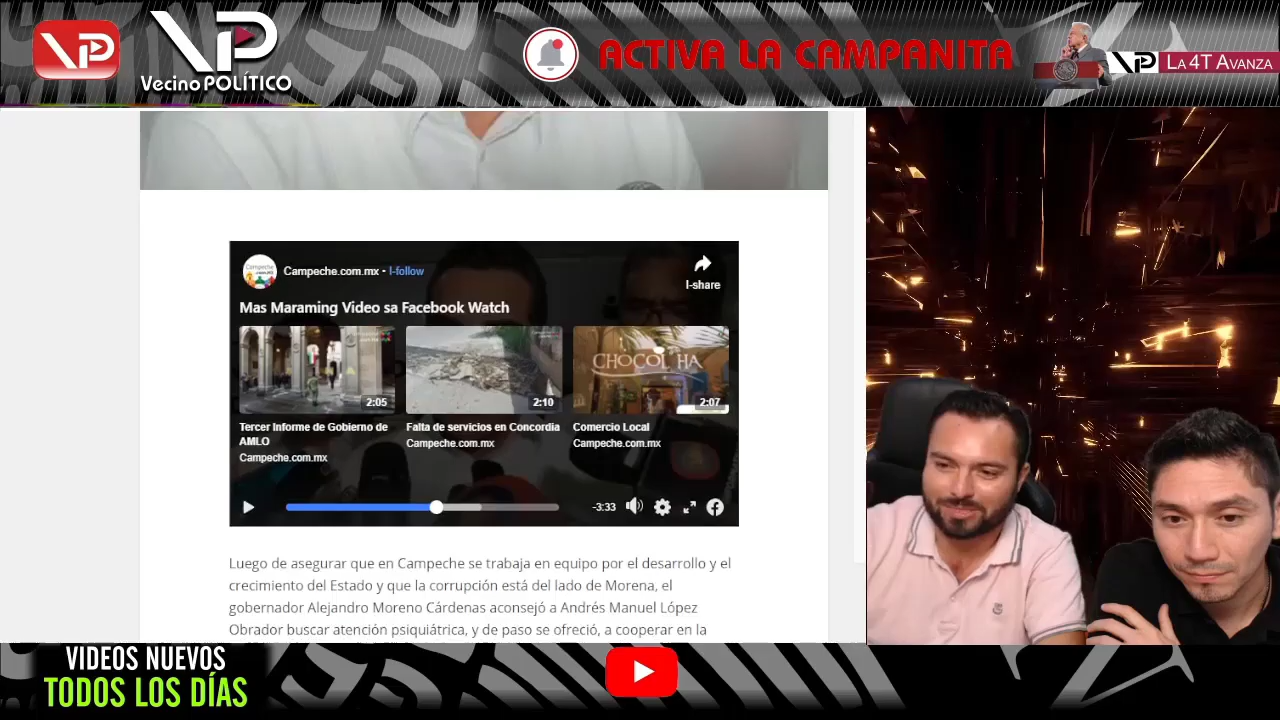 VP
VP
Vecino POLÍTICO
ACTIVA LA CAMPANITA
VP LA 4T AVANZA
Campeche.com.mx • I-follow
I-share
Mas Maraming Video sa Facebook Watch
CHOCOL HA
2:05
2:10
2:07
Tercer Informe de Gobierno de AMLO
Campeche.com.mx
Falta de servicios en Concordia
Campeche.com.mx
Comercio Local
Campeche.com.mx
-3:33
Luego de asegurar que en Campeche se trabaja en equipo por el desarrollo y el
crecimiento del Estado y que la corrupción está del lado de Morena, el
gobernador Alejandro Moreno Cárdenas aconsejó a Andrés Manuel López
Obrador buscar atención psiquiátrica, y de paso se ofreció, a cooperar en la
VIDEOS NUEVOS
TODOS LOS DÍAS